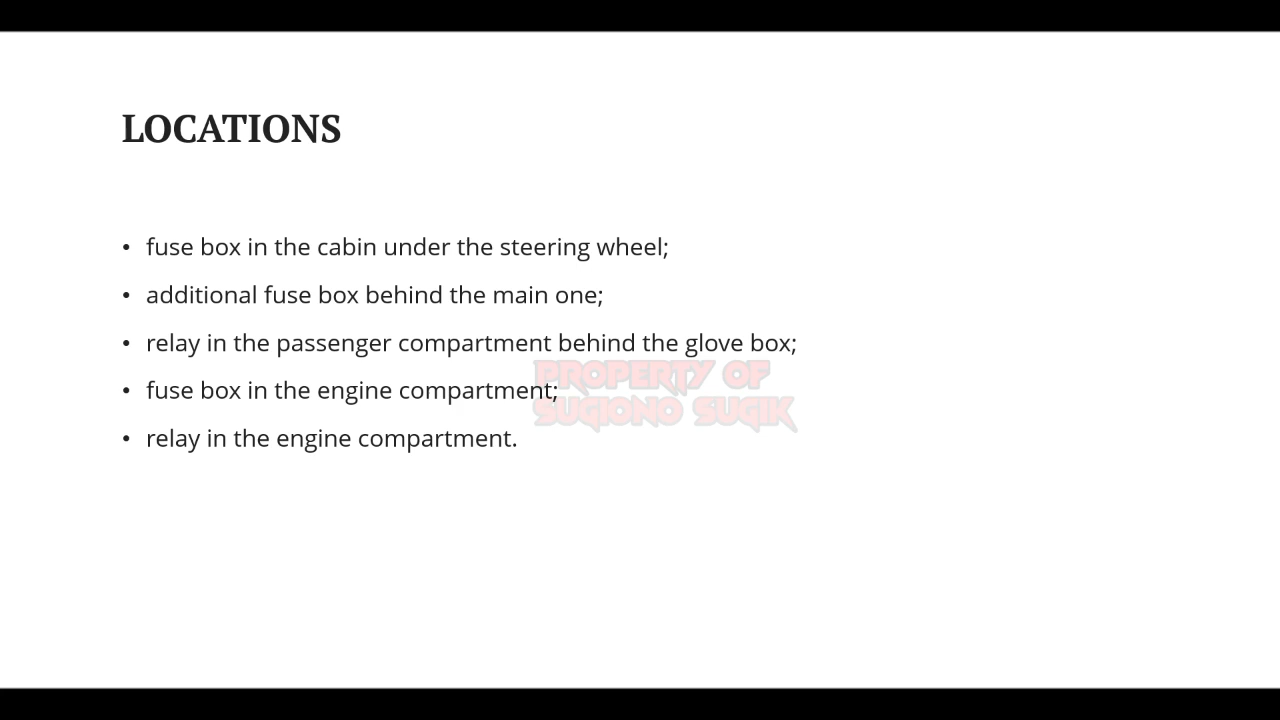 LOCATIONS
• fuse box in the cabin under the steering wheel;
• additional fuse box behind the main one;
• relay in the passenger compartment behind the glove box;
• fuse box in the engine compartment;
• relay in the engine compartment.
PROPERTY OF
SUGIONO SUGIK